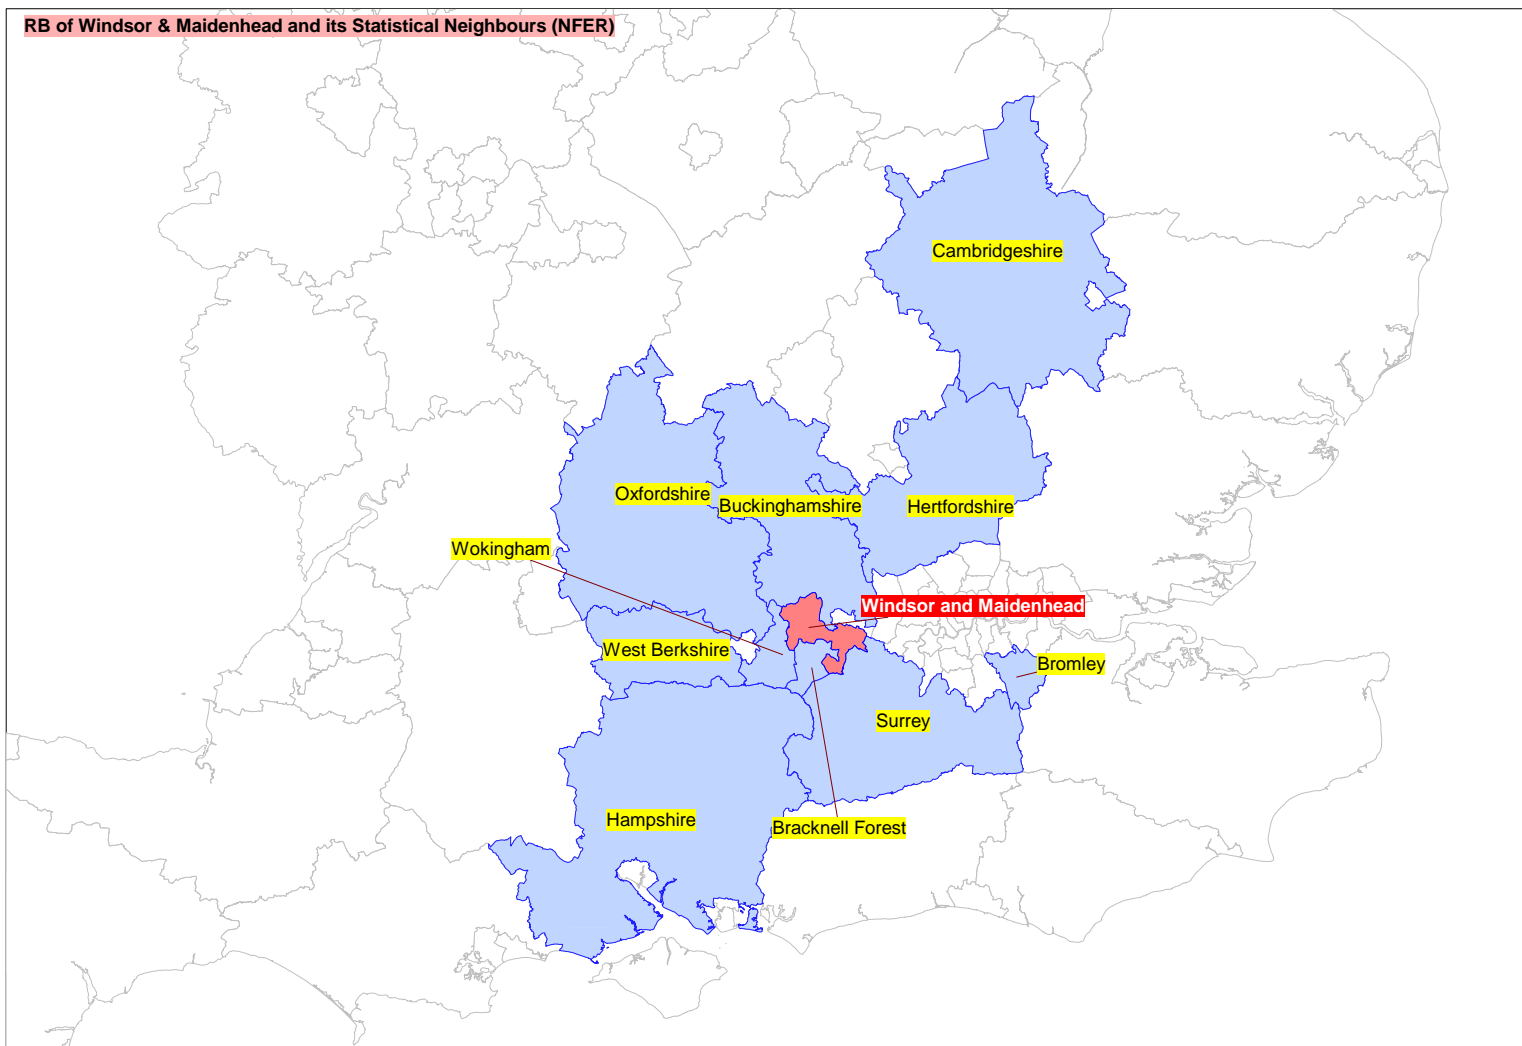 RB of Windsor & Maidenhead and its Statistical Neighbours (NFER)
Cambridgeshire
Oxfordshire
Buckinghamshire
Hertfordshire
Wokingham
Windsor and Maidenhead
West Berkshire
Bromley
Surrey
Hampshire
Bracknell Forest